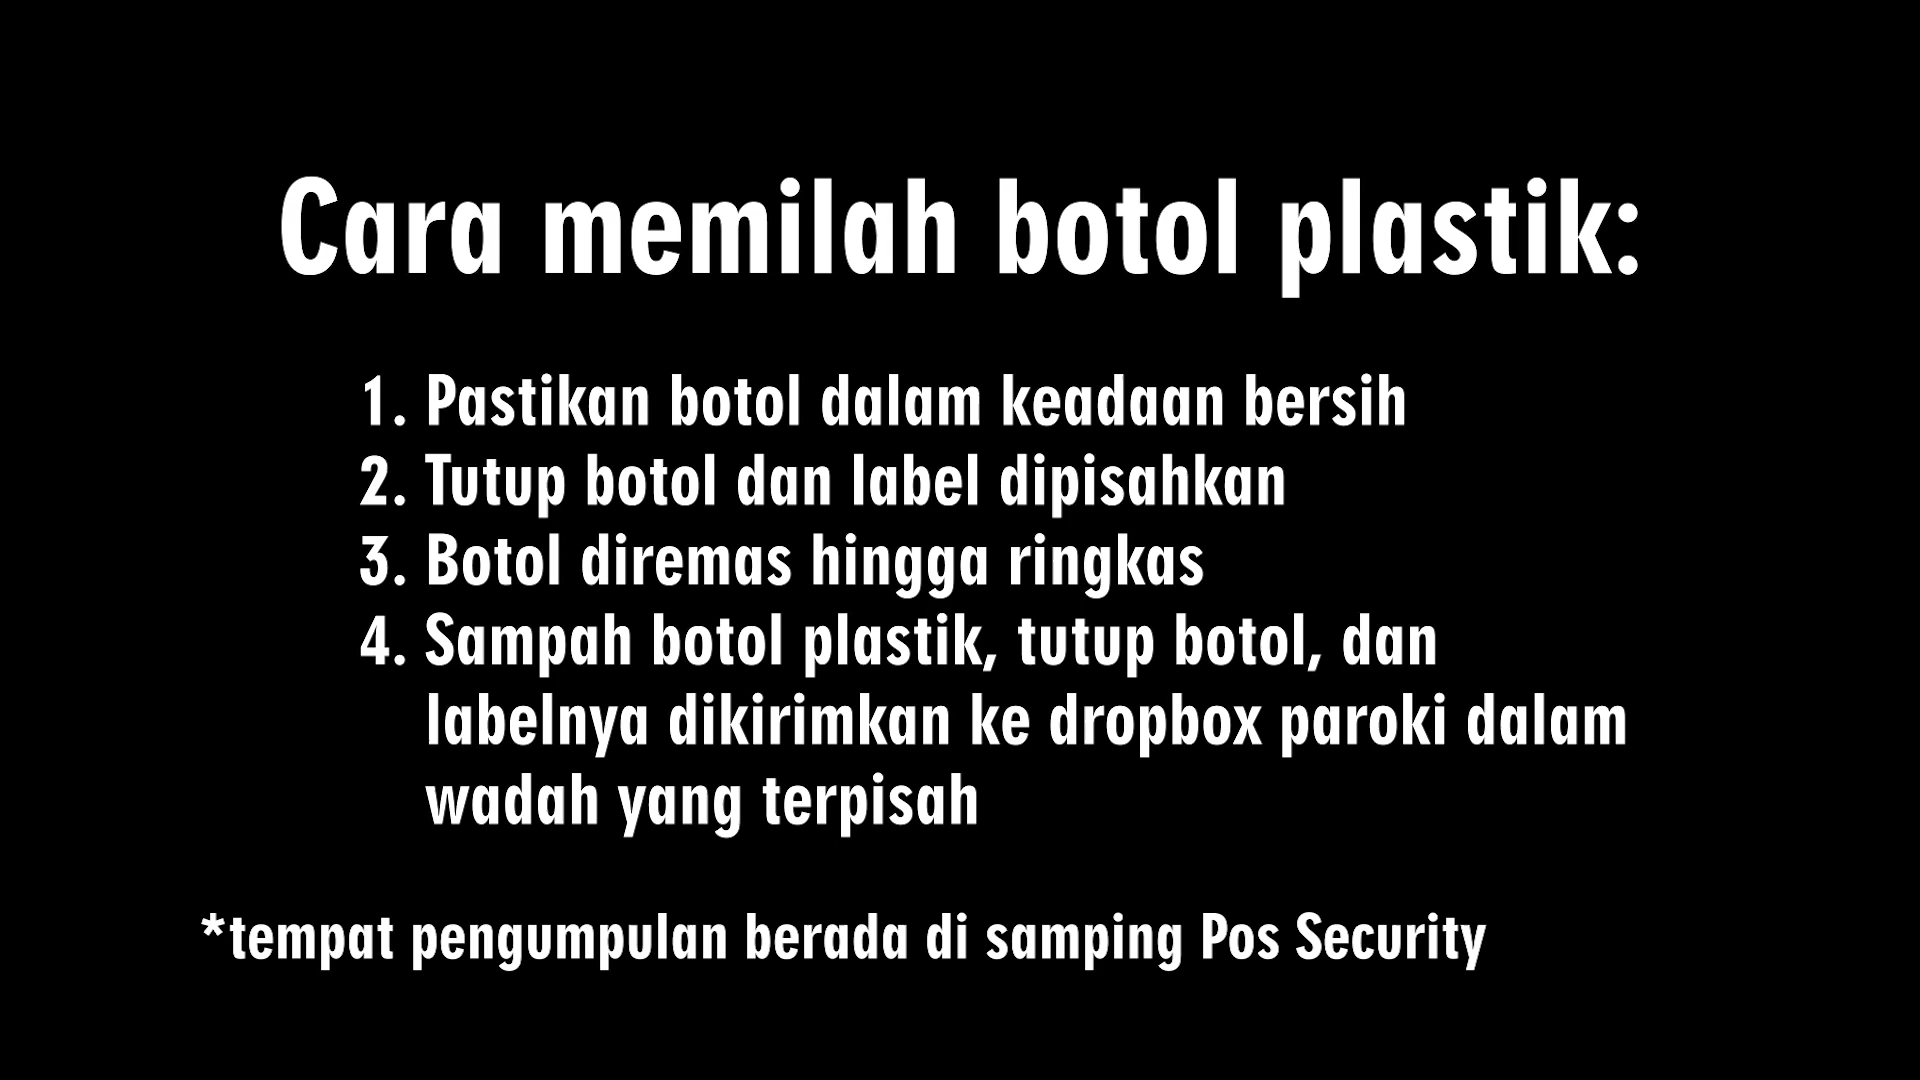 Cara memilah botol plastik:
1. Pastikan botol dalam keadaan bersih
2. Tutup botol dan label dipisahkan
3. Botol diremas hingga ringkas
4. Sampah botol plastik, tutup botol, dan
labelnya dikirimkan ke dropbox paroki dalam
wadah yang terpisah
*tempat pengumpulan berada di samping Pos Security